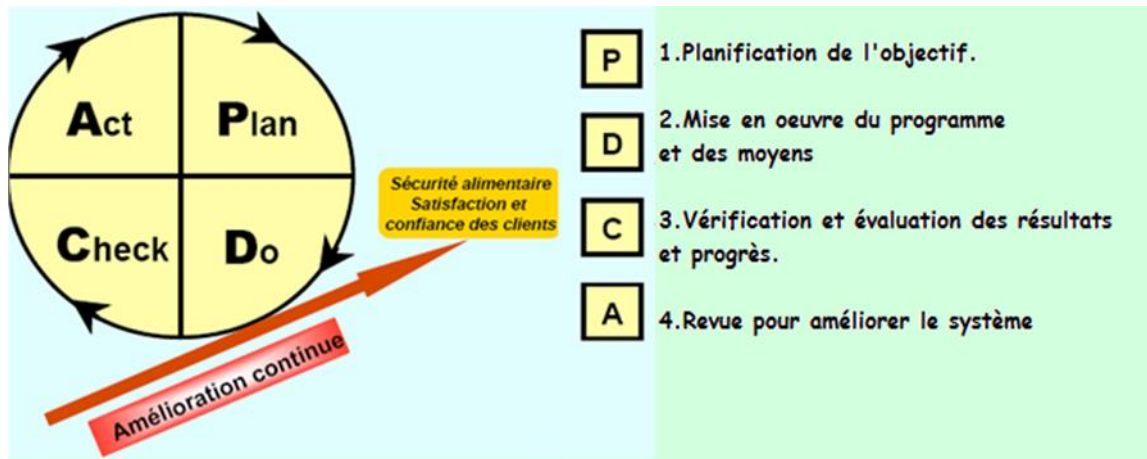 Act
Plan
Check
Do
Sécurité alimentaire
Satisfaction et
confiance des clients
Amélioration continue
P
1.Planification de l'objectif.
D
2.Mise en oeuvre du programme
et des moyens
C
3.Vérification et évaluation des résultats
et progrès.
A
4.Revue pour améliorer le système